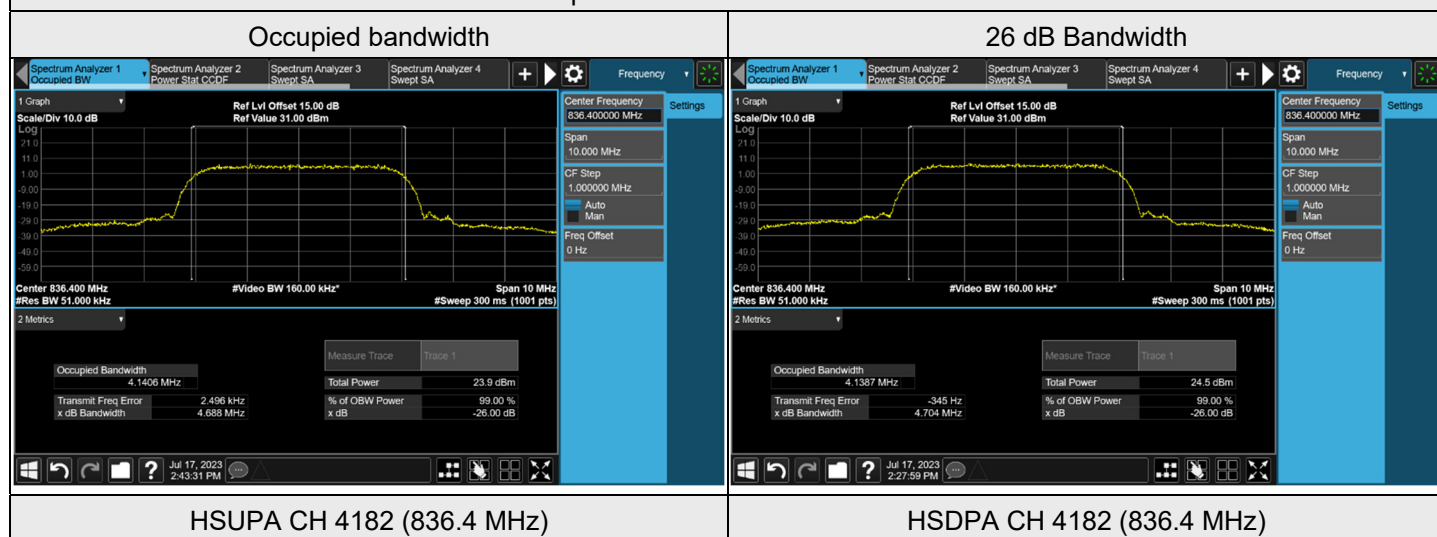 Occupied bandwidth
26 dB Bandwidth
Spectrum Analyzer 1
Occupied BW
Spectrum Analyzer 2
Power Stat CCDF
Spectrum Analyzer 3
Swept SA
Spectrum Analyzer 4
Swept SA
+
Frequency
1 Graph
Scale/Div 10.0 dB
Ref Lvl Offset 15.00 dB
Ref Value 31.00 dBm
Log
21.0
11.0
1.00
-9.00
-19.0
-29.0
-39.0
-49.0
-59.0
Center 836.400 MHz
#Res BW 51.000 kHz
#Video BW 160.00 kHz*
Span 10 MHz
#Sweep 300 ms (1001 pts)
Center Frequency
836.400000 MHz
Settings
Span
10.000 MHz
CF Step
1.000000 MHz
Auto
Man
Freq Offset
0 Hz
2 Metrics
Measure Trace
Trace 1
Occupied Bandwidth
4.1406 MHz
Total Power
23.9 dBm
Transmit Freq Error
2.496 kHz
% of OBW Power
99.00 %
x dB Bandwidth
4.688 MHz
x dB
-26.00 dB
?
Jul 17, 2023
2:43:31 PM
Spectrum Analyzer 1
Occupied BW
Spectrum Analyzer 2
Power Stat CCDF
Spectrum Analyzer 3
Swept SA
Spectrum Analyzer 4
Swept SA
+
Frequency
1 Graph
Scale/Div 10.0 dB
Ref Lvl Offset 15.00 dB
Ref Value 31.00 dBm
Log
21.0
11.0
1.00
-9.00
-19.0
-29.0
-39.0
-49.0
-59.0
Center 836.400 MHz
#Res BW 51.000 kHz
#Video BW 160.00 kHz*
Span 10 MHz
#Sweep 300 ms (1001 pts)
Center Frequency
836.400000 MHz
Settings
Span
10.000 MHz
CF Step
1.000000 MHz
Auto
Man
Freq Offset
0 Hz
2 Metrics
Measure Trace
Trace 1
Occupied Bandwidth
4.1387 MHz
Total Power
24.5 dBm
Transmit Freq Error
-345 Hz
% of OBW Power
99.00 %
x dB Bandwidth
4.704 MHz
x dB
-26.00 dB
?
Jul 17, 2023
2:27:59 PM
HSUPA CH 4182 (836.4 MHz)
HSDPA CH 4182 (836.4 MHz)